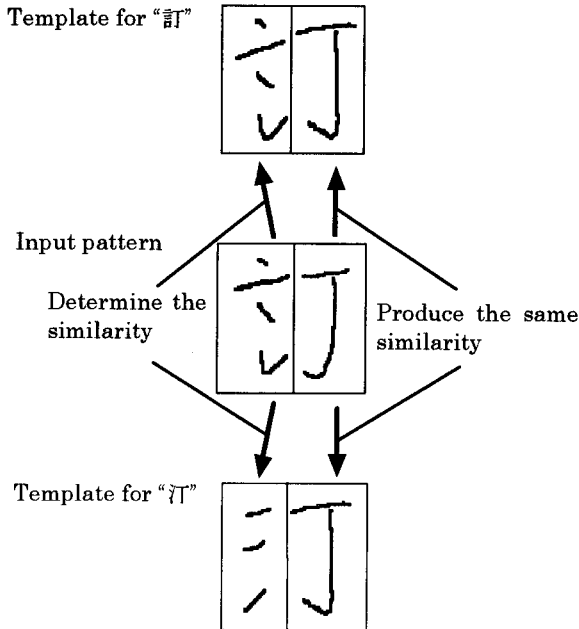 Template for “訂”
Input pattern
Determine the
similarity
Produce the same
similarity
Template for “汀”